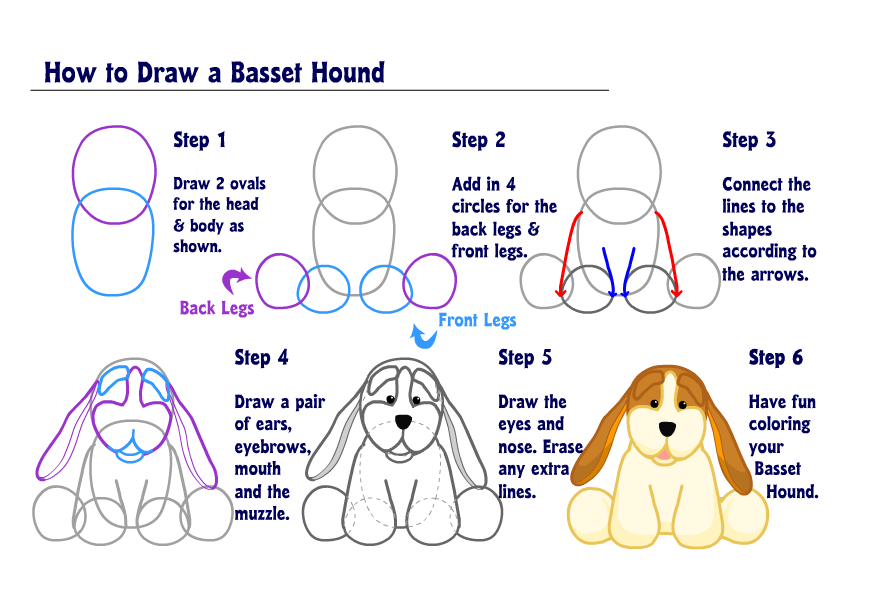 How to Draw a Basset Hound
Step 1
Draw 2 ovals
for the head
& body as
shown.
Step 2
Add in 4
circles for the
back legs &
front legs.
Back Legs
Front Legs
Step 3
Connect the
lines to the
shapes
according to
the arrows.
Step 4
Draw a pair
of ears,
eyebrows,
mouth
and the
muzzle.
Step 5
Draw the
eyes and
nose. Erase
any extra
lines.
Step 6
Have fun
coloring
your
Basset
Hound.